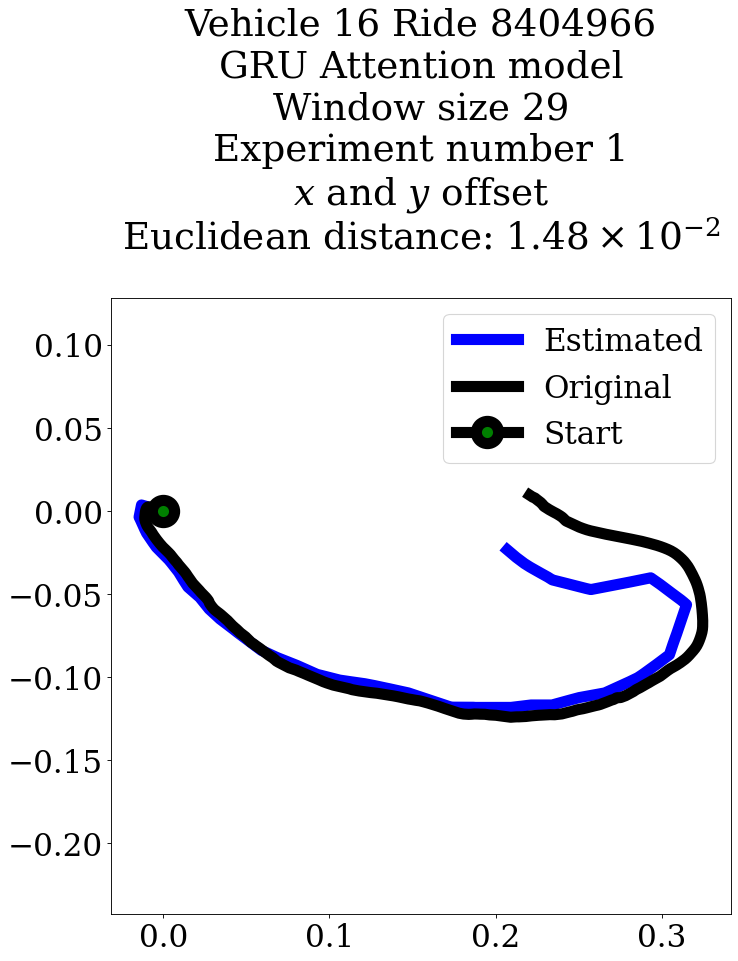 Vehicle 16 Ride 8404966
GRU Attention model
Window size 29
Experiment number 1
x and y offset
Euclidean distance: 1.48 × 10⁻²
Estimated
Original
Start
0.10
0.05
0.00
−0.05
−0.10
−0.15
−0.20
0.0 0.1 0.2 0.3